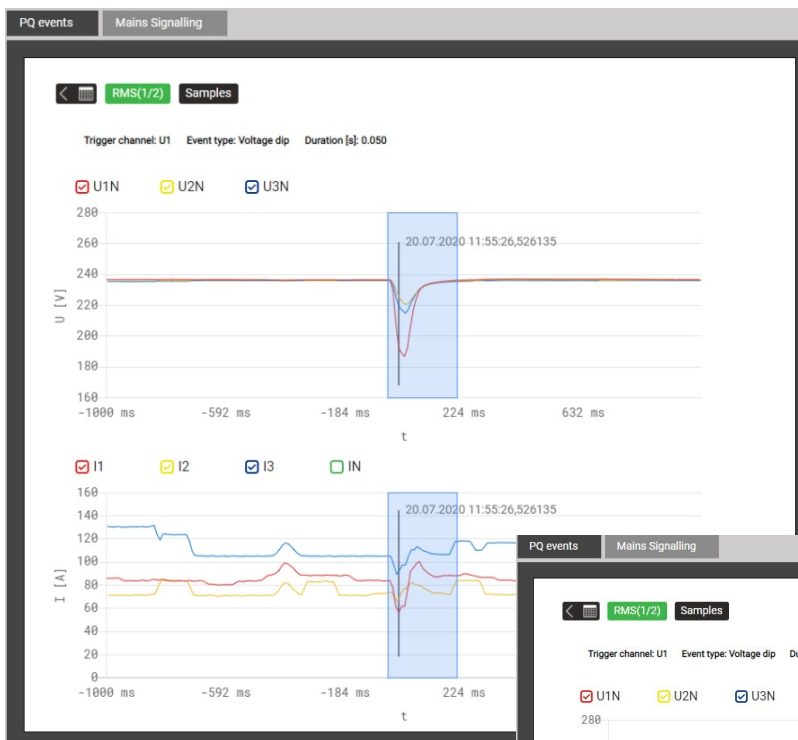 PQ events Mains Signalling
RMS(1/2) Samples
Trigger channel: U1 Event type: Voltage dip Duration [s]: 0.050
U1N U2N U3N
280
260
20.07.2020 11:55:26,526135
240
220
200
180
160
U [V]
-1000 ms -592 ms -184 ms 224 ms 632 ms
t
I1 I2 I3 IN
160
140
20.07.2020 11:55:26,526135
120
100
80
60
40
20
0
I [A]
-1000 ms -592 ms -184 ms 224 ms
t
PQ events Mains Signalling
RMS(1/2) Samples
Trigger channel: U1 Event type: Voltage dip
U1N U2N U3N
280